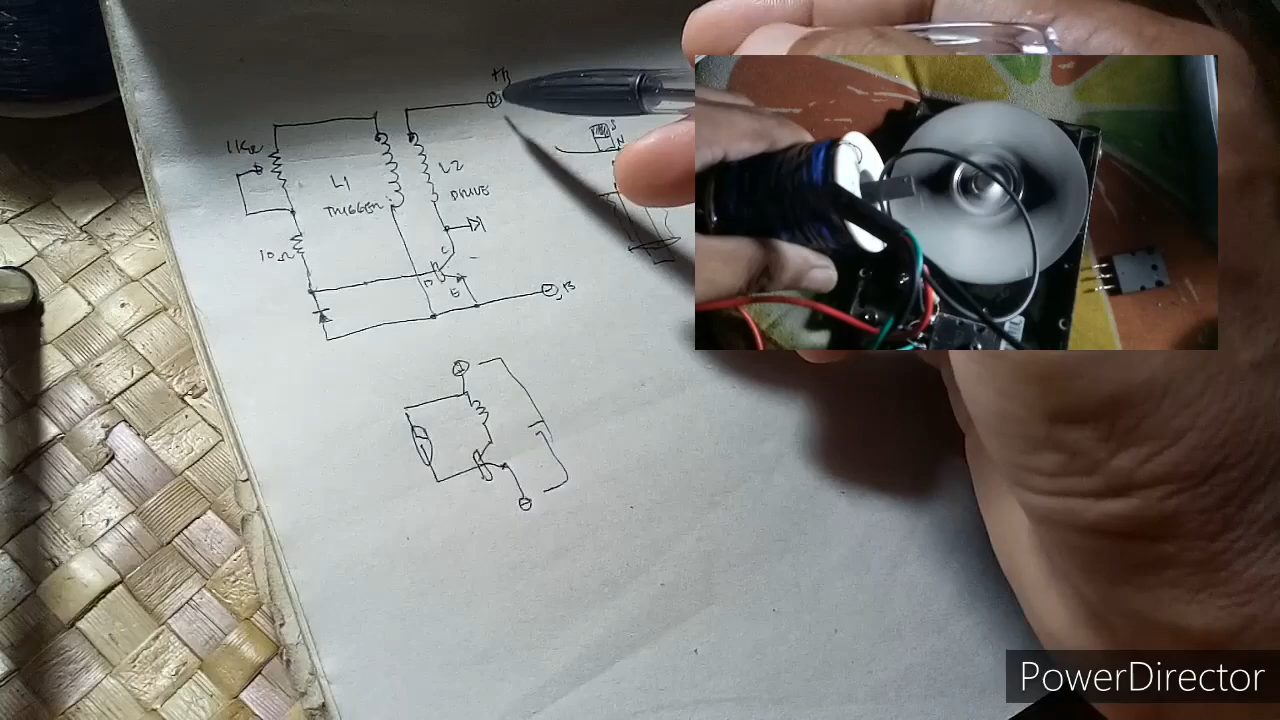 +B
1KΩ
L1
TRIGGER
L2
DRIVE
10Ω
C
B
E
-B
S
N
PowerDirector